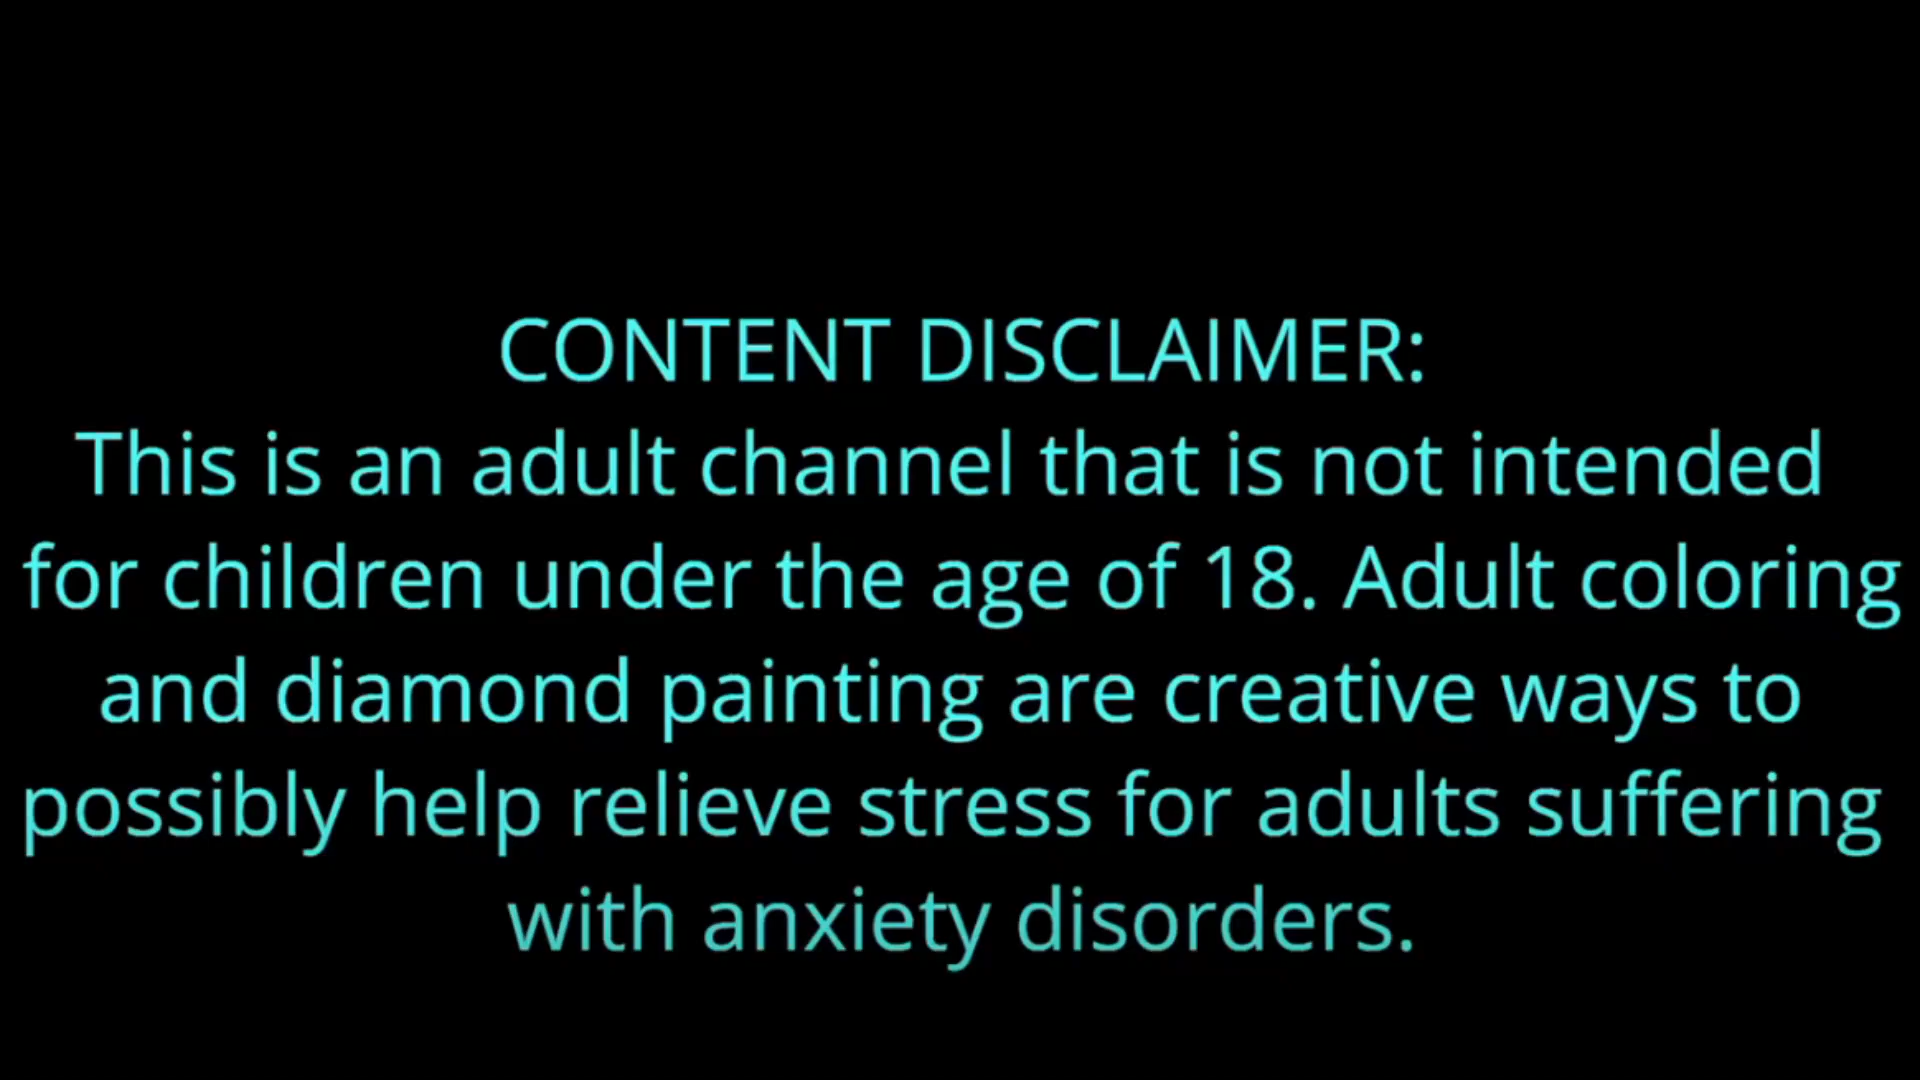 CONTENT DISCLAIMER:
This is an adult channel that is not intended
for children under the age of 18. Adult coloring
and diamond painting are creative ways to
possibly help relieve stress for adults suffering
with anxiety disorders.